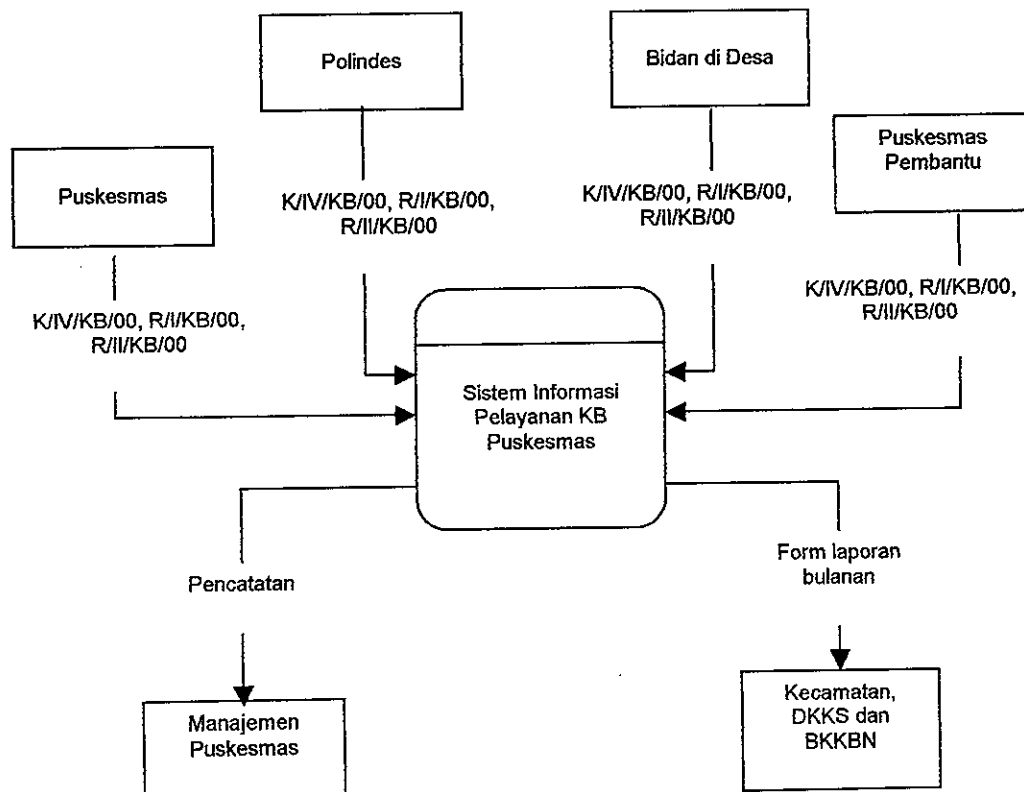 Polindes
Bidan di Desa
Puskesmas
Pembantu
Puskesmas
K/IV/KB/00, R/I/KB/00,
R/II/KB/00
K/IV/KB/00, R/I/KB/00,
R/II/KB/00
K/IV/KB/00, R/I/KB/00,
R/II/KB/00
K/IV/KB/00, R/I/KB/00,
R/II/KB/00
Sistem Informasi
Pelayanan KB
Puskesmas
Pencatatan
Form laporan
bulanan
Manajemen
Puskesmas
Kecamatan,
DKKS dan
BKKBN